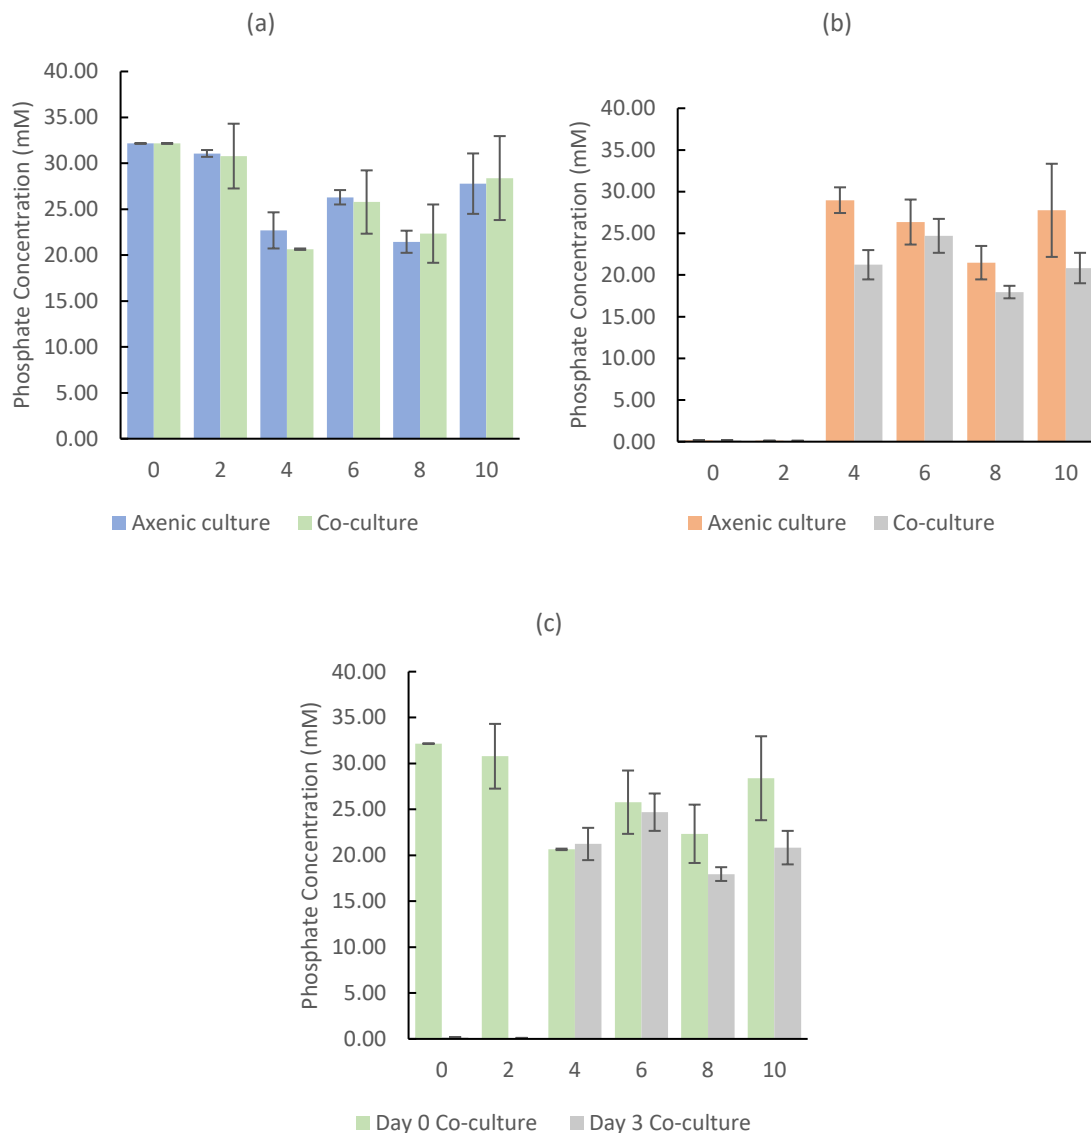 (a)
Phosphate Concentration (mM)
40.00
35.00
30.00
25.00
20.00
15.00
10.00
5.00
0.00
0 2 4 6 8 10
Axenic culture Co-culture
(b)
Phosphate Concentration (mM)
40.00
35.00
30.00
25.00
20.00
15.00
10.00
5.00
0.00
0 2 4 6 8 10
Axenic culture Co-culture
(c)
Phosphate Concentration (mM)
40.00
35.00
30.00
25.00
20.00
15.00
10.00
5.00
0.00
0 2 4 6 8 10
Day 0 Co-culture Day 3 Co-culture